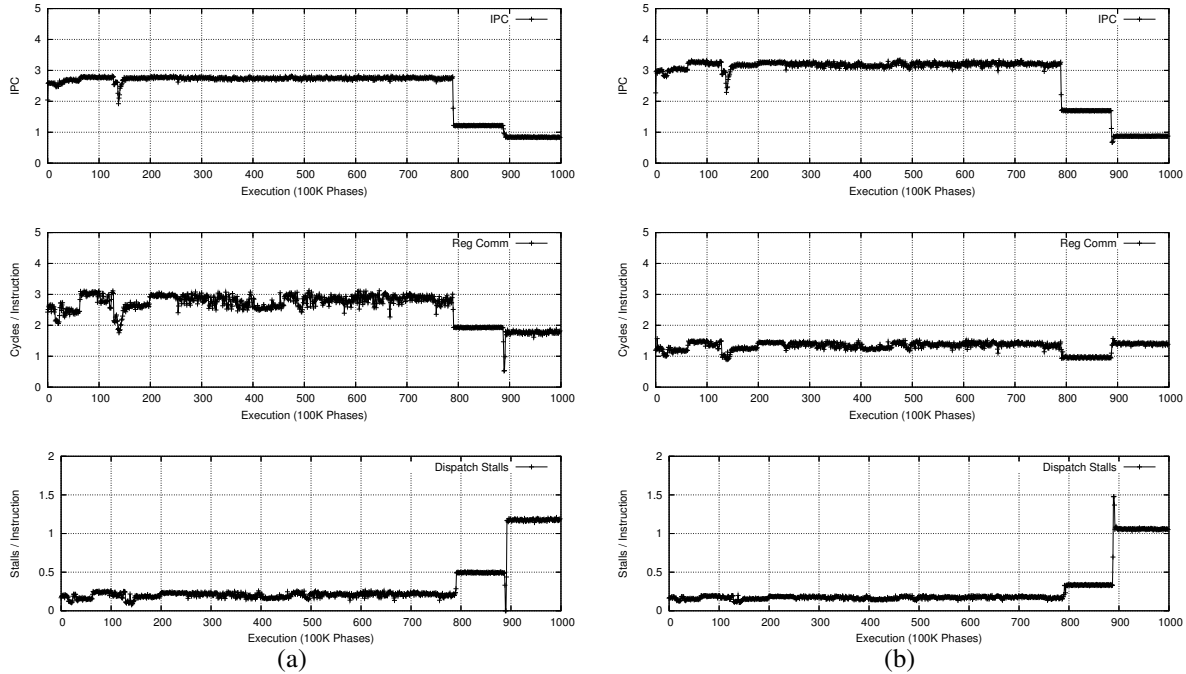 5
4
3
2
1
0
0 100 200 300 400 500 600 700 800 900 1000
IPC
Execution (100K Phases)
IPC
5
4
3
2
1
0
0 100 200 300 400 500 600 700 800 900 1000
Cycles / Instruction
Execution (100K Phases)
Reg Comm
2
1.5
1
0.5
0
0 100 200 300 400 500 600 700 800 900 1000
Stalls / Instruction
Execution (100K Phases)
Dispatch Stalls
(a)
5
4
3
2
1
0
0 100 200 300 400 500 600 700 800 900 1000
IPC
Execution (100K Phases)
IPC
5
4
3
2
1
0
0 100 200 300 400 500 600 700 800 900 1000
Cycles / Instruction
Execution (100K Phases)
Reg Comm
2
1.5
1
0.5
0
0 100 200 300 400 500 600 700 800 900 1000
Stalls / Instruction
Execution (100K Phases)
Dispatch Stalls
(b)